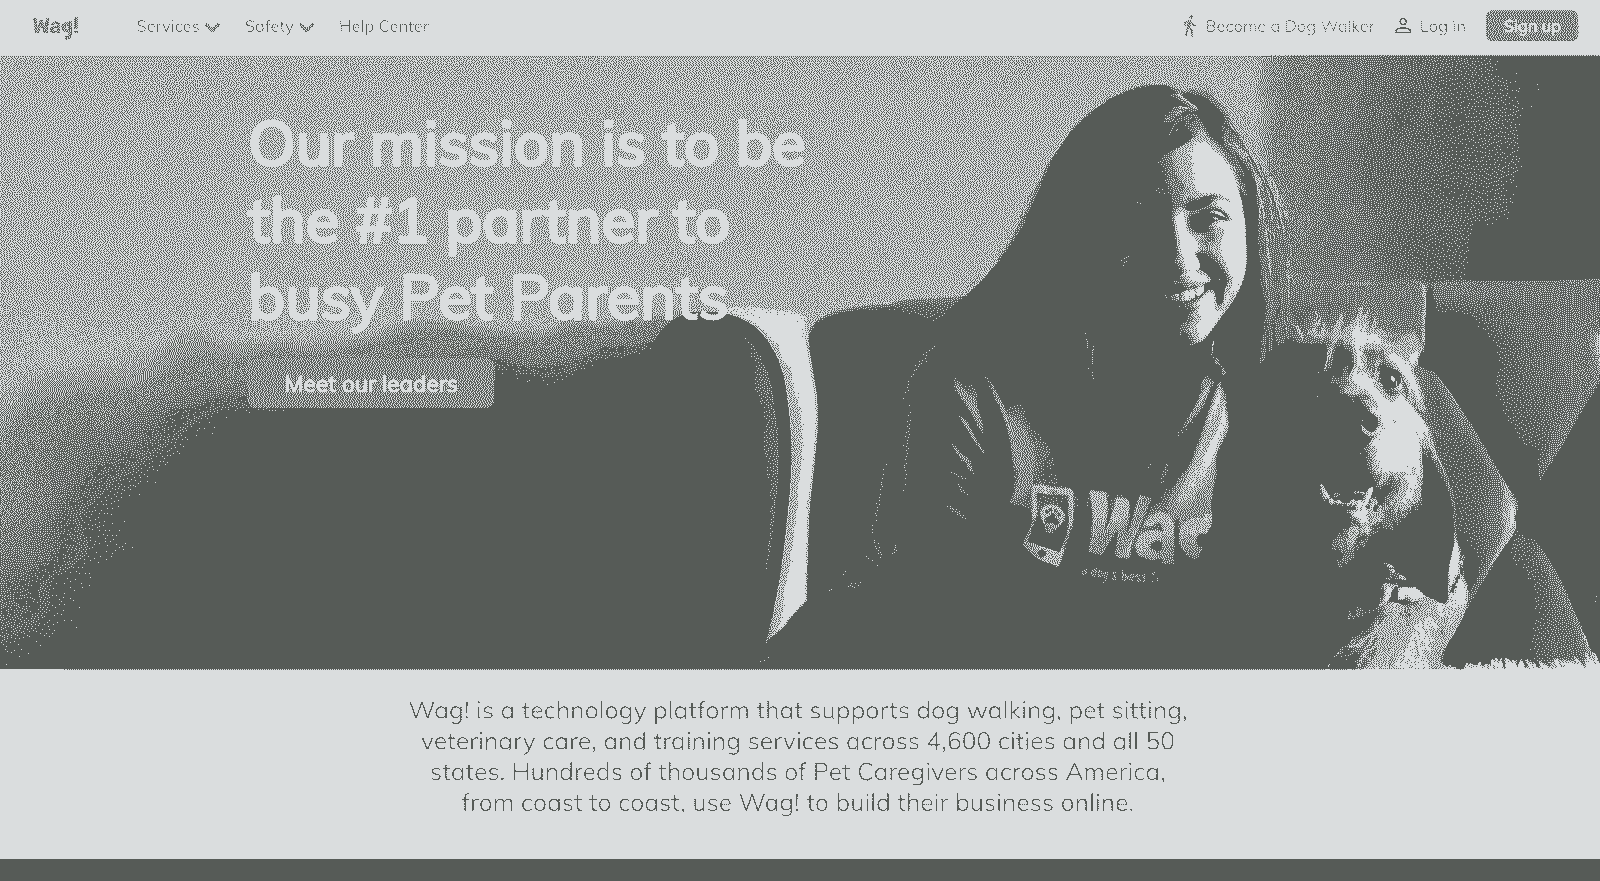 Wag!
Services
Safety
Help Center
Become a Dog Walker
Log in
Sign up
Our mission is to be
the #1 partner to
busy Pet Parents
Meet our leaders
Wag
a dog's best
Wag! is a technology platform that supports dog walking, pet sitting,
veterinary care, and training services across 4,600 cities and all 50
states. Hundreds of thousands of Pet Caregivers across America,
from coast to coast, use Wag! to build their business online.